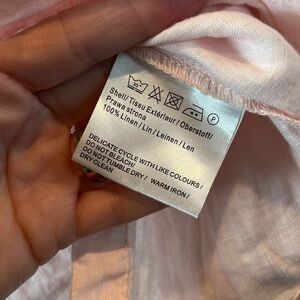 Shell/ Tissu Extérieur/ Oberstoff/
Prawa strona
100% Linen/ Lin/ Leinen/ Len
DELICATE CYCLE WITH LIKE COLOURS/
DO NOT BLEACH/
DO NOT TUMBLE DRY/ WARM IRON/
DRY CLEAN